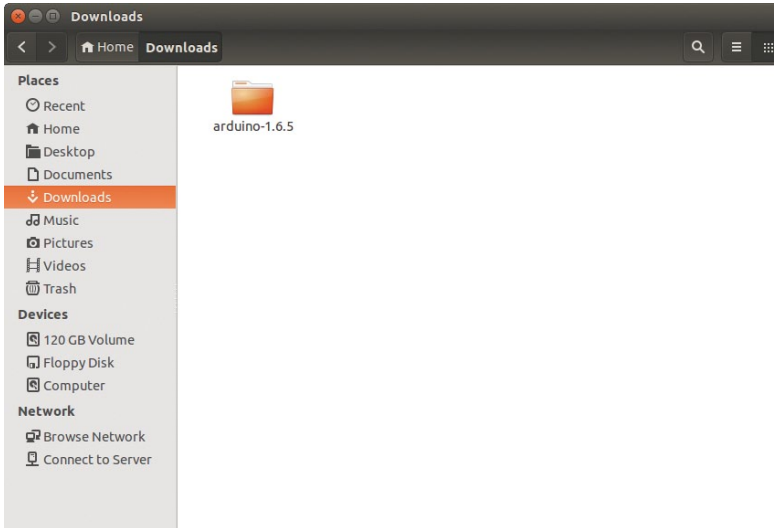 Downloads
Home Downloads
Places
Recent
Home
Desktop
Documents
Downloads
Music
Pictures
Videos
Trash
Devices
120 GB Volume
Floppy Disk
Computer
Network
Browse Network
Connect to Server
arduino-1.6.5